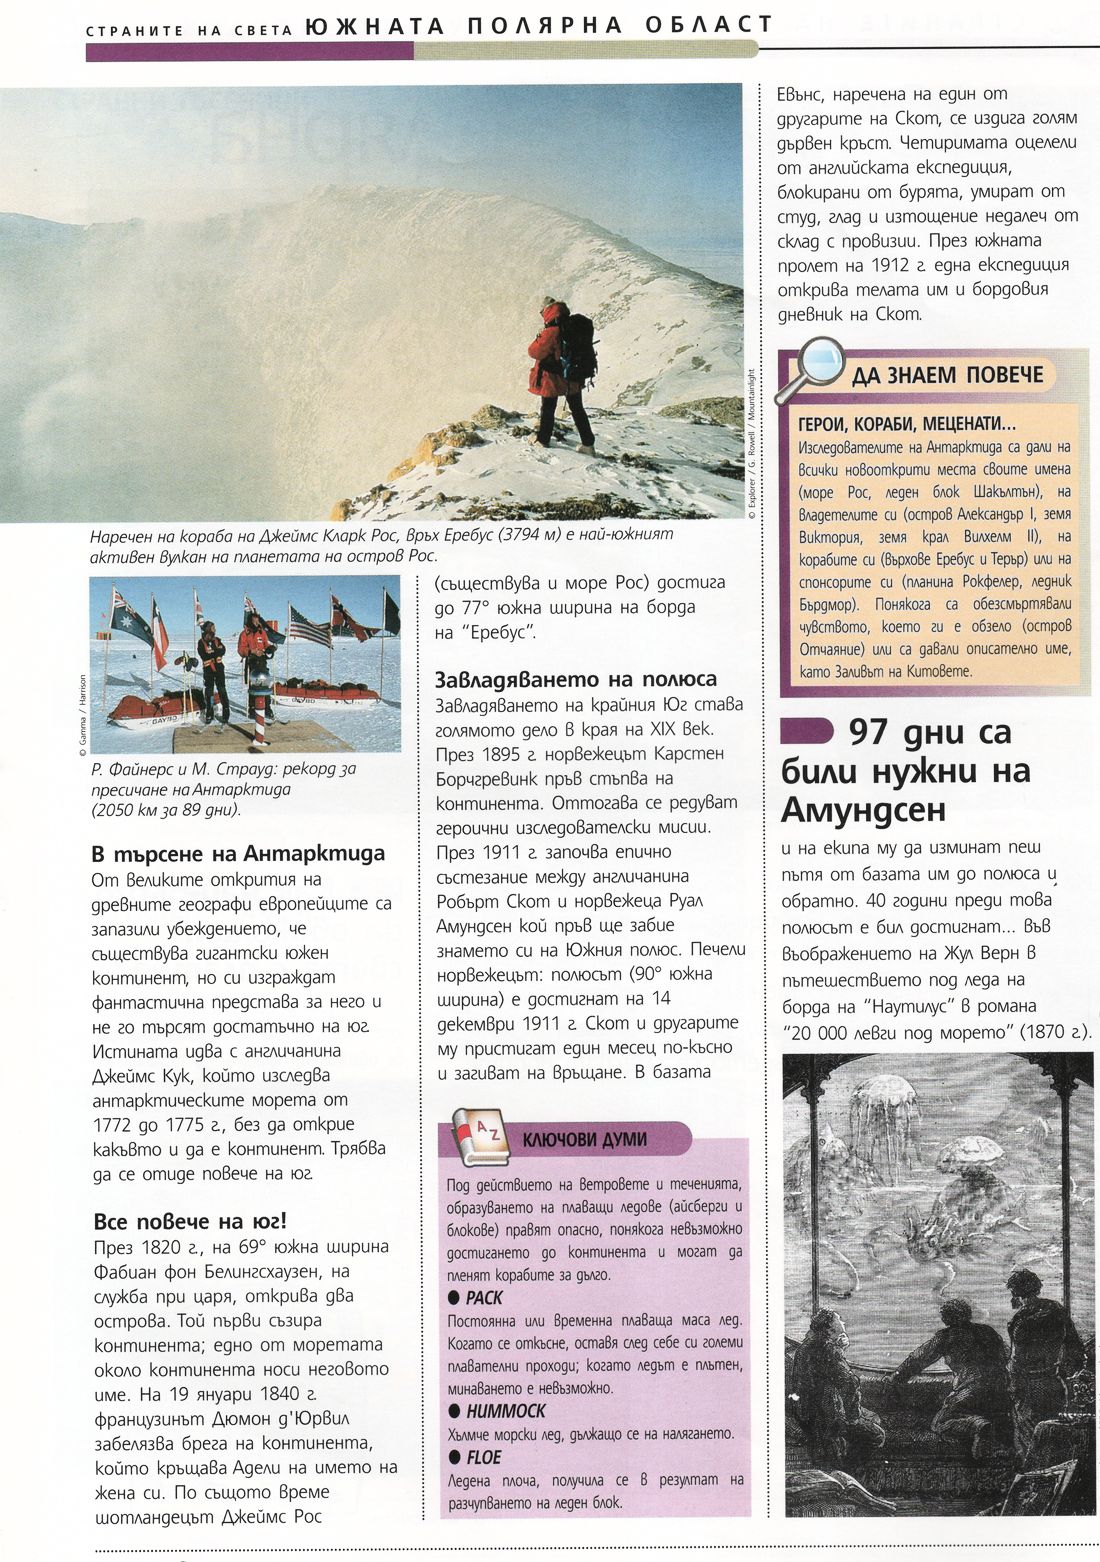 СТРАНИТЕ НА СВЕТА ЮЖНАТА ПОЛЯРНА ОБЛАСТ
© Explorer / G. Rowell / Mountainlight
Наречен на кораба на Джеймс Кларк Рос, връх Еребус (3794 м) е най-южният
активен вулкан на планетата на остров Рос.
© Gamma / Harrison
GAYBO
GAYBO
Р. Файнерс и М. Страуд: рекорд за
пресичане на Антарктида
(2050 км за 89 дни).
В търсене на Антарктида
От великите открития на
древните географи европейците са
запазили убеждението, че
съществува гигантски южен
континент, но си изграждат
фантастична представа за него и
не го търсят достатъчно на юг.
Истината идва с англичанина
Джеймс Кук, който изследва
антарктическите морета от
1772 до 1775 г., без да открие
какъвто и да е континент. Трябва
да се отиде повече на юг.
Все повече на юг!
През 1820 г., на 69° южна ширина
Фабиан фон Белингсхаузен, на
служба при царя, открива два
острова. Той първи съзира
континента; едно от моретата
около континента носи неговото
име. На 19 януари 1840 г.
французинът Дюмон д'Юрвил
забелязва брега на континента,
който кръщава Адели на името на
жена си. По същото време
шотландецът Джеймс Рос
(съществува и море Рос) достига
до 77° южна ширина на борда
на “Еребус”.
Завладяването на полюса
Завладяването на крайния Юг става
голямото дело в края на XIX век.
През 1895 г. норвежецът Карстен
Борчгревинк пръв стъпва на
континента. Оттогава се редуват
героични изследователски мисии.
През 1911 г. започва епично
състезание между англичанина
Робърт Скот и норвежеца Руал
Амундсен кой пръв ще забие
знамето си на Южния полюс. Печели
норвежецът: полюсът (90° южна
ширина) е достигнат на 14
декември 1911 г. Скот и другарите
му пристигат един месец по-късно
и загиват на връщане. В базата
A
Z
КЛЮЧОВИ ДУМИ
Под действието на ветровете и теченията,
образуването на плаващи ледове (айсберги и
блокове) правят опасно, понякога невъзможно
достигането до континента и могат да
пленят корабите за дълго.
● PACK
Постоянна или временна плаваща маса лед.
Когато се откъсне, оставя след себе си големи
плавателни проходи; когато ледът е плътен,
минаването е невъзможно.
● HUMMOCK
Хълмче морски лед, дължащо се на налягането.
● FLOE
Ледена плоча, получила се в резултат на
разчупването на леден блок.
Евънс, наречена на един от
другарите на Скот, се издига голям
дървен кръст. Четиримата оцелели
от английската експедиция,
блокирани от бурята, умират от
студ, глад и изтощение недалеч от
склад с провизии. През южната
пролет на 1912 г. една експедиция
открива телата им и бордовия
дневник на Скот.
ДА ЗНАЕМ ПОВЕЧЕ
ГЕРОИ, КОРАБИ, МЕЦЕНАТИ...
Изследователите на Антарктида са дали на
всички новооткрити места своите имена
(море Рос, леден блок Шакълтън), на
владетелите си (остров Александър I, земя
Виктория, земя крал Вилхелм II), на
корабите си (върхове Еребус и Терър) или на
спонсорите си (планина Рокфелер, ледник
Бърдмор). Понякога са обезсмъртявали
чувството, което ги е обзело (остров
Отчаяние) или са давали описателно име,
като Заливът на Китовете.
97 дни са
били нужни на
Амундсен
и на екипа му да изминат пеш
пътя от базата им до полюса и
обратно. 40 години преди това
полюсът е бил достигнат... във
въображението на Жул Верн в
пътешествието под леда на
борда на “Наутилус” в романа
“20 000 левги под морето” (1870 г.).